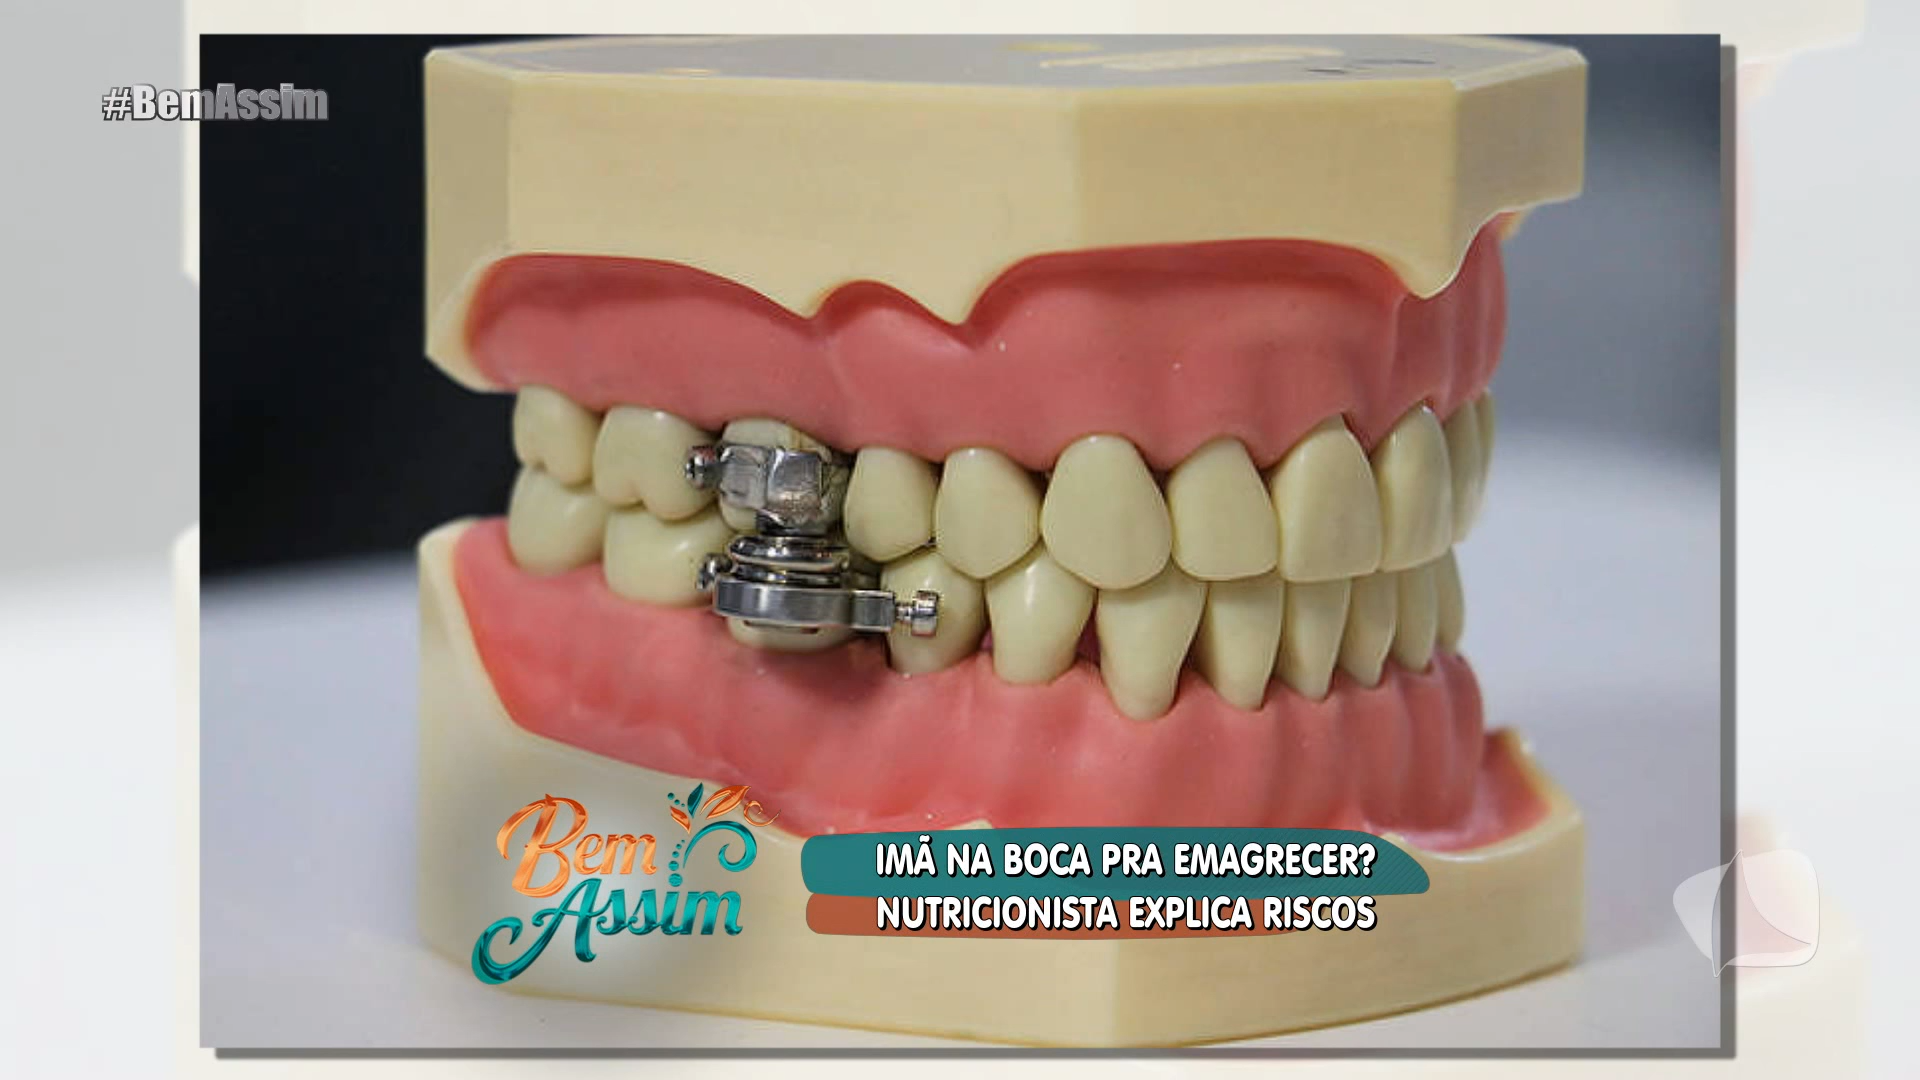 #BemAssim
Bem
Assim
IMÃ NA BOCA PRA EMAGRECER?
NUTRICIONISTA EXPLICA RISCOS